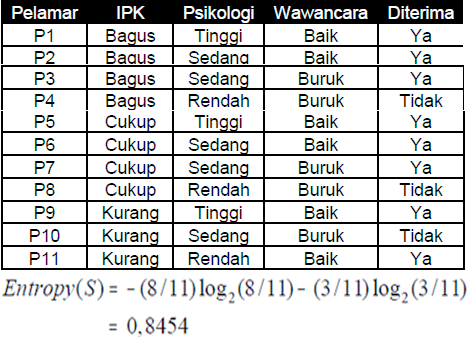 Pelamar IPK Psikologi Wawancara Diterima
P1 Bagus Tinggi Baik Ya
P2 Bagus Sedang Baik Ya
P3 Bagus Sedang Buruk Ya
P4 Bagus Rendah Buruk Tidak
P5 Cukup Tinggi Baik Ya
P6 Cukup Sedang Baik Ya
P7 Cukup Sedang Buruk Ya
P8 Cukup Rendah Buruk Tidak
P9 Kurang Tinggi Baik Ya
P10 Kurang Sedang Buruk Tidak
P11 Kurang Rendah Baik Ya
Entropy(S) = -(8/11)log₂(8/11) - (3/11)log₂(3/11)
= 0,8454